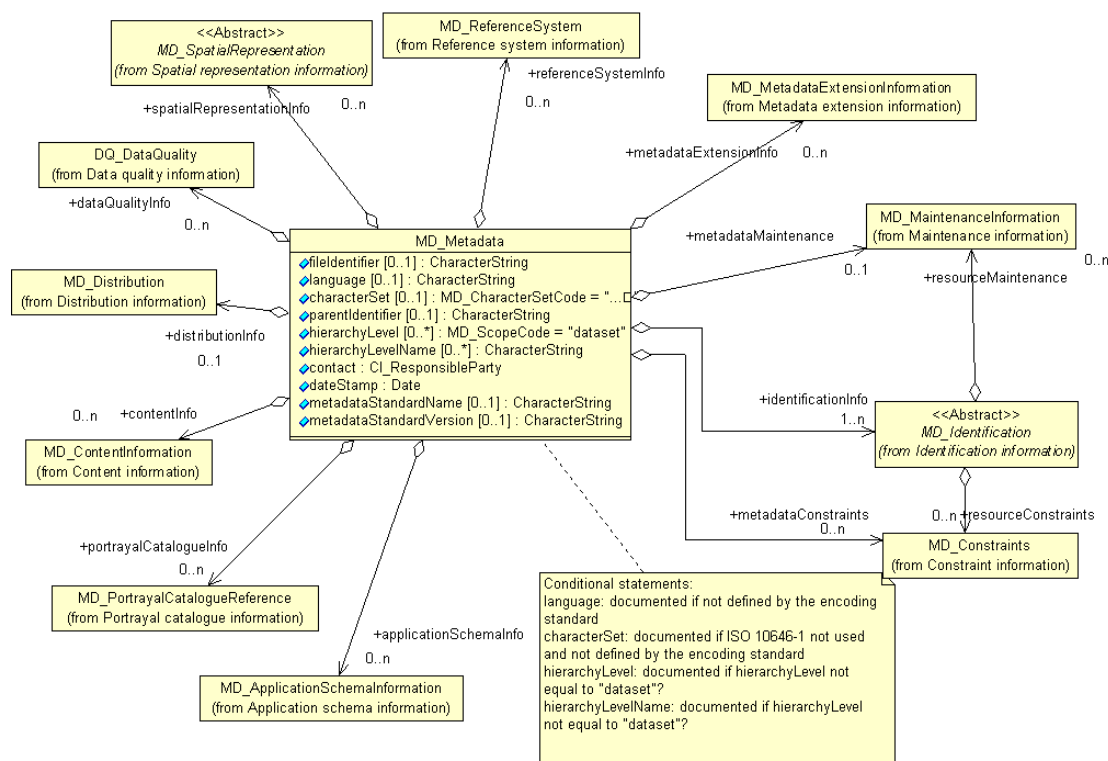 <<Abstract>>
MD_SpatialRepresentation
(from Spatial representation information)
MD_ReferenceSystem
(from Reference system information)
+referenceSystemInfo
0..n
+spatialRepresentationInfo
0..n
MD_MetadataExtensionInformation
(from Metadata extension information)
+metadataExtensionInfo
0..n
DQ_DataQuality
(from Data quality information)
+dataQualityInfo
0..n
MD_MaintenanceInformation
(from Maintenance information)
+metadataMaintenance
0..1
0..n
+resourceMaintenance
MD_Metadata
fileIdentifier [0..1] : CharacterString
language [0..1] : CharacterString
characterSet [0..1] : MD_CharacterSetCode = "...
parentIdentifier [0..1] : CharacterString
hierarchyLevel [0..*] : MD_ScopeCode = "dataset"
hierarchyLevelName [0..*] : CharacterString
contact : CI_ResponsibleParty
dateStamp : Date
metadataStandardName [0..1] : CharacterString
metadataStandardVersion [0..1] : CharacterString
MD_Distribution
(from Distribution information)
+distributionInfo
0..1
0..n
+contentInfo
MD_ContentInformation
(from Content information)
+identificationInfo
1..n
<<Abstract>>
MD_Identification
(from Identification information)
+metadataConstraints
0..n
0..n
+resourceConstraints
MD_Constraints
(from Constraint information)
+portrayalCatalogueInfo
0..n
MD_PortrayalCatalogueReference
(from Portrayal catalogue information)
+applicationSchemaInfo
0..n
MD_ApplicationSchemaInformation
(from Application schema information)
Conditional statements:
language: documented if not defined by the encoding
standard
characterSet: documented if ISO 10646-1 not used
and not defined by the encoding standard
hierarchyLevel: documented if hierarchyLevel not
equal to "dataset"?
hierarchyLevelName: documented if hierarchyLevel
not equal to "dataset"?